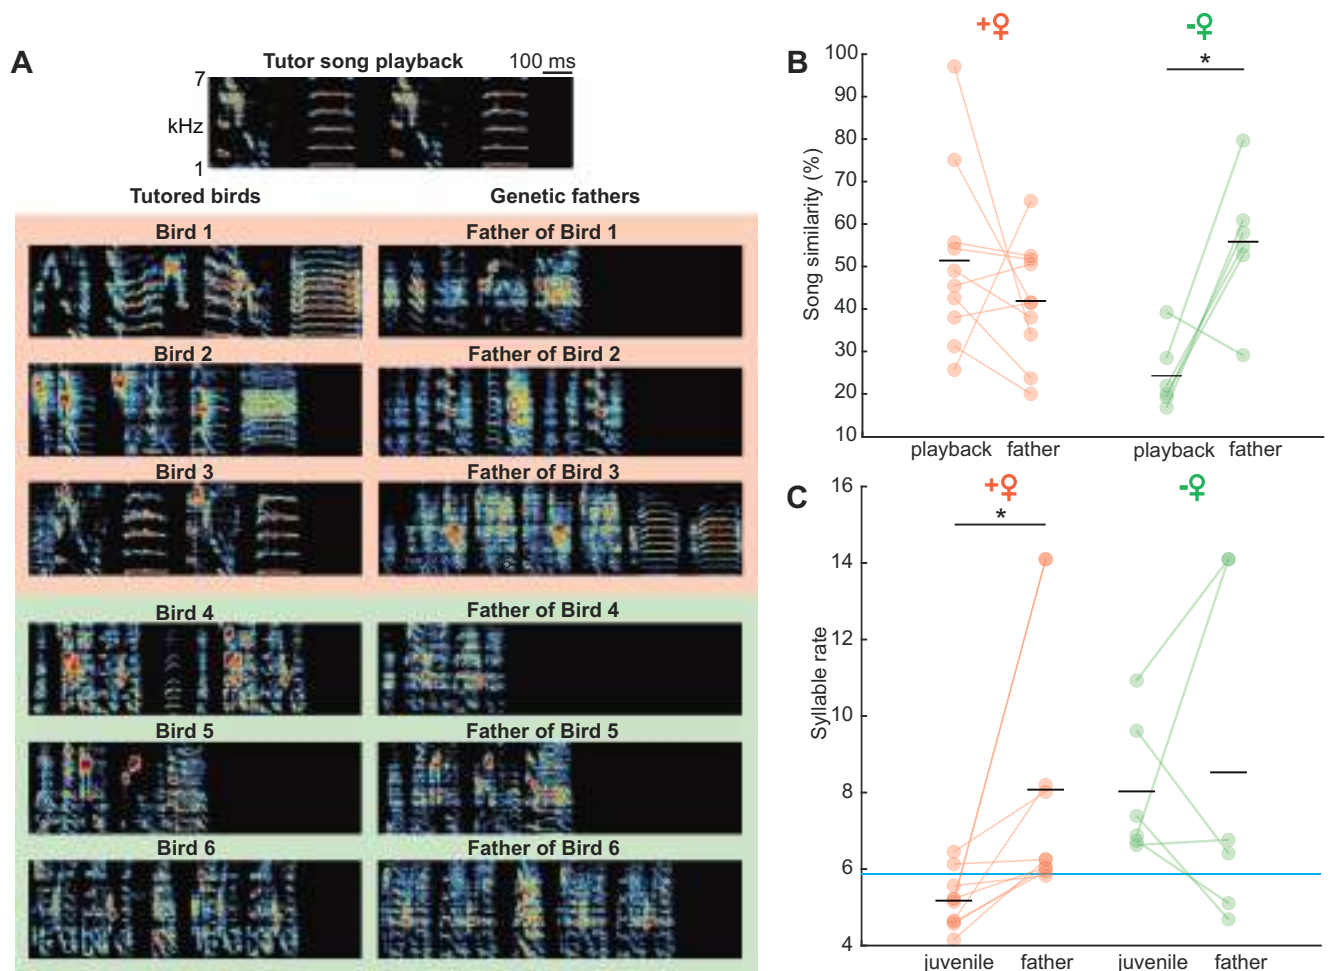 A
Tutor song playback
100 ms
7
kHz
1
Tutored birds
Genetic fathers
Bird 1
Father of Bird 1
Bird 2
Father of Bird 2
Bird 3
Father of Bird 3
Bird 4
Father of Bird 4
Bird 5
Father of Bird 5
Bird 6
Father of Bird 6
B
+♀
-♀
*
Song similarity (%)
100
90
80
70
60
50
40
30
20
10
playback
father
playback
father
C
+♀
-♀
*
Syllable rate
16
14
12
10
8
6
4
juvenile
father
juvenile
father